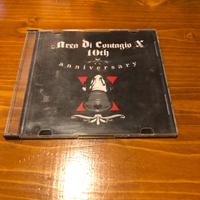 Area Di Contagio X
10th
anniversary